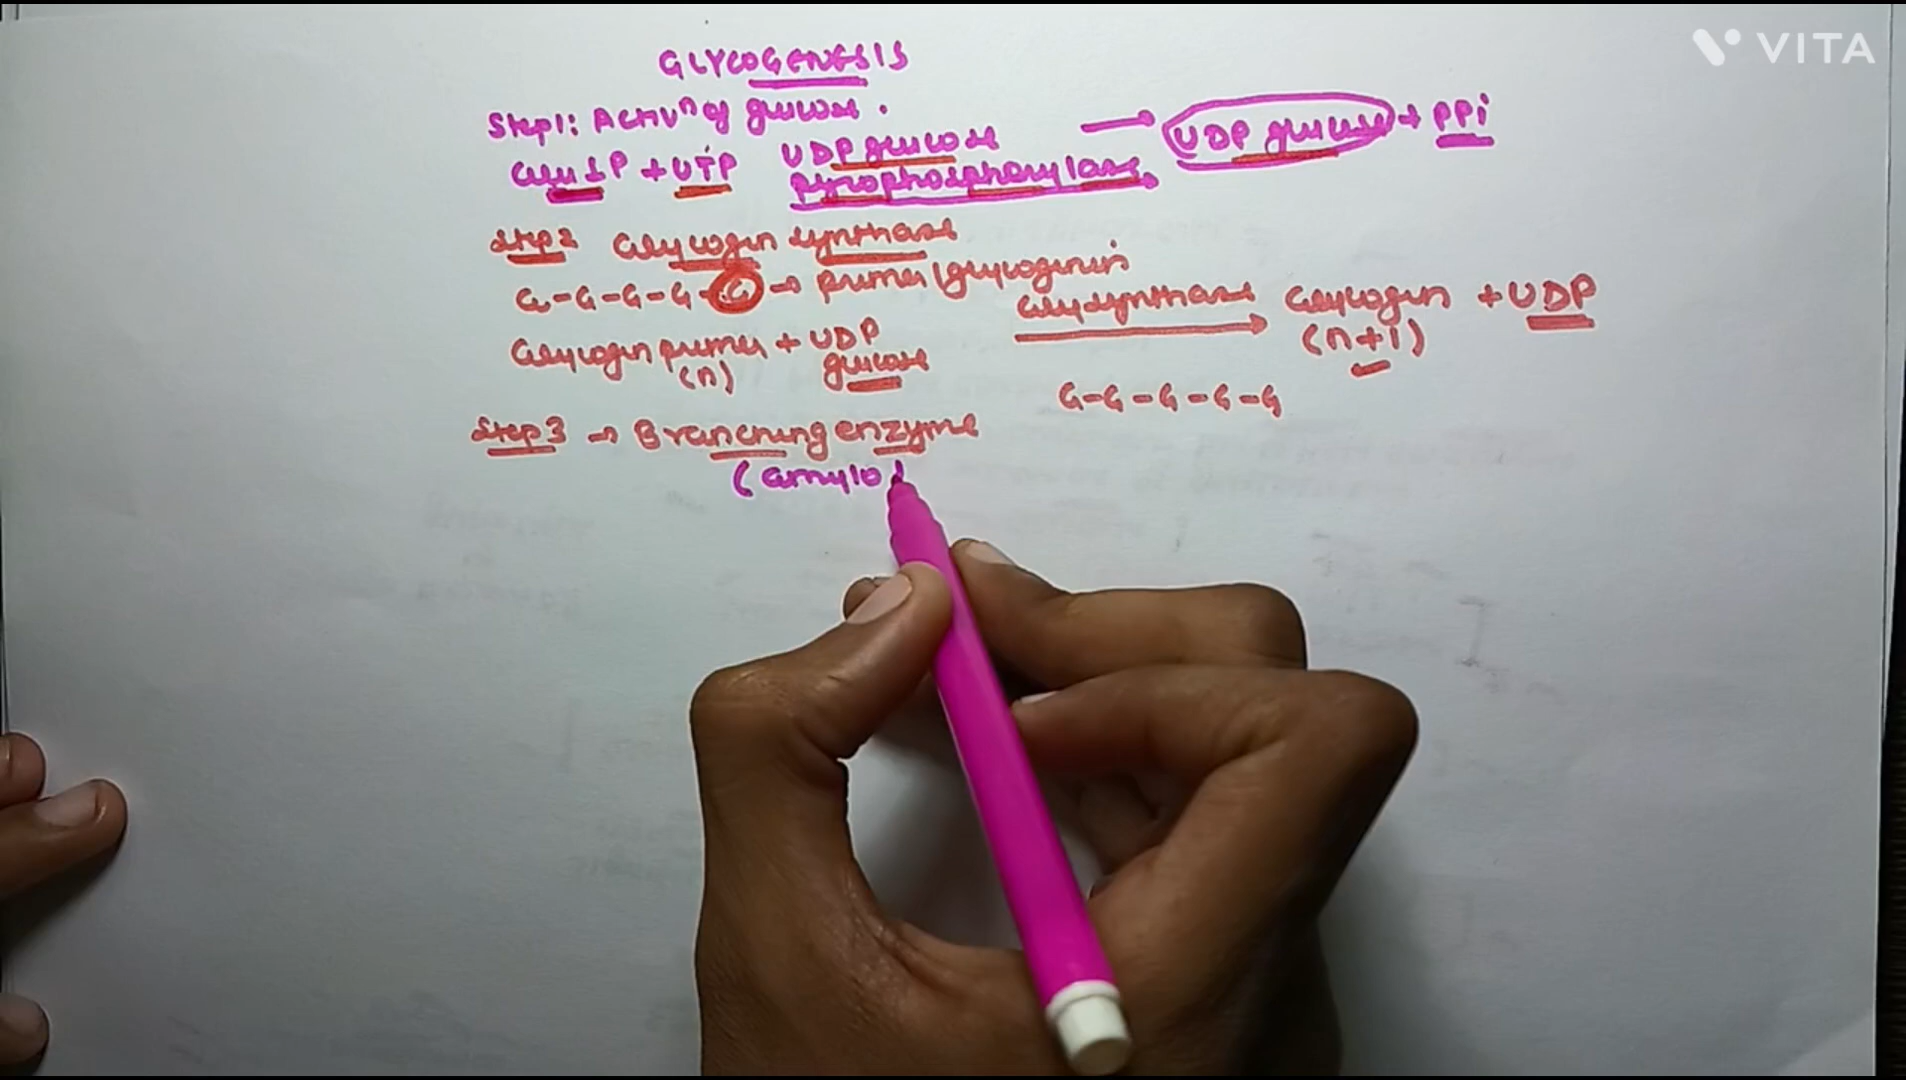 VITA
GLYCOGENESIS
Step1: Activⁿ of glucose.
Glu 1P + UTP UDP glucose pyrophosphorylase → UDP glucose + PPi
Step2 Glycogen synthase
G-G-G-G-G → primer (glycogenin
Glycogen primer (n) + UDP glucose Gly synthase Glycogen (n+1) + UDP
G-G-G-G-G
Step3 → Branching enzyme
(amylo